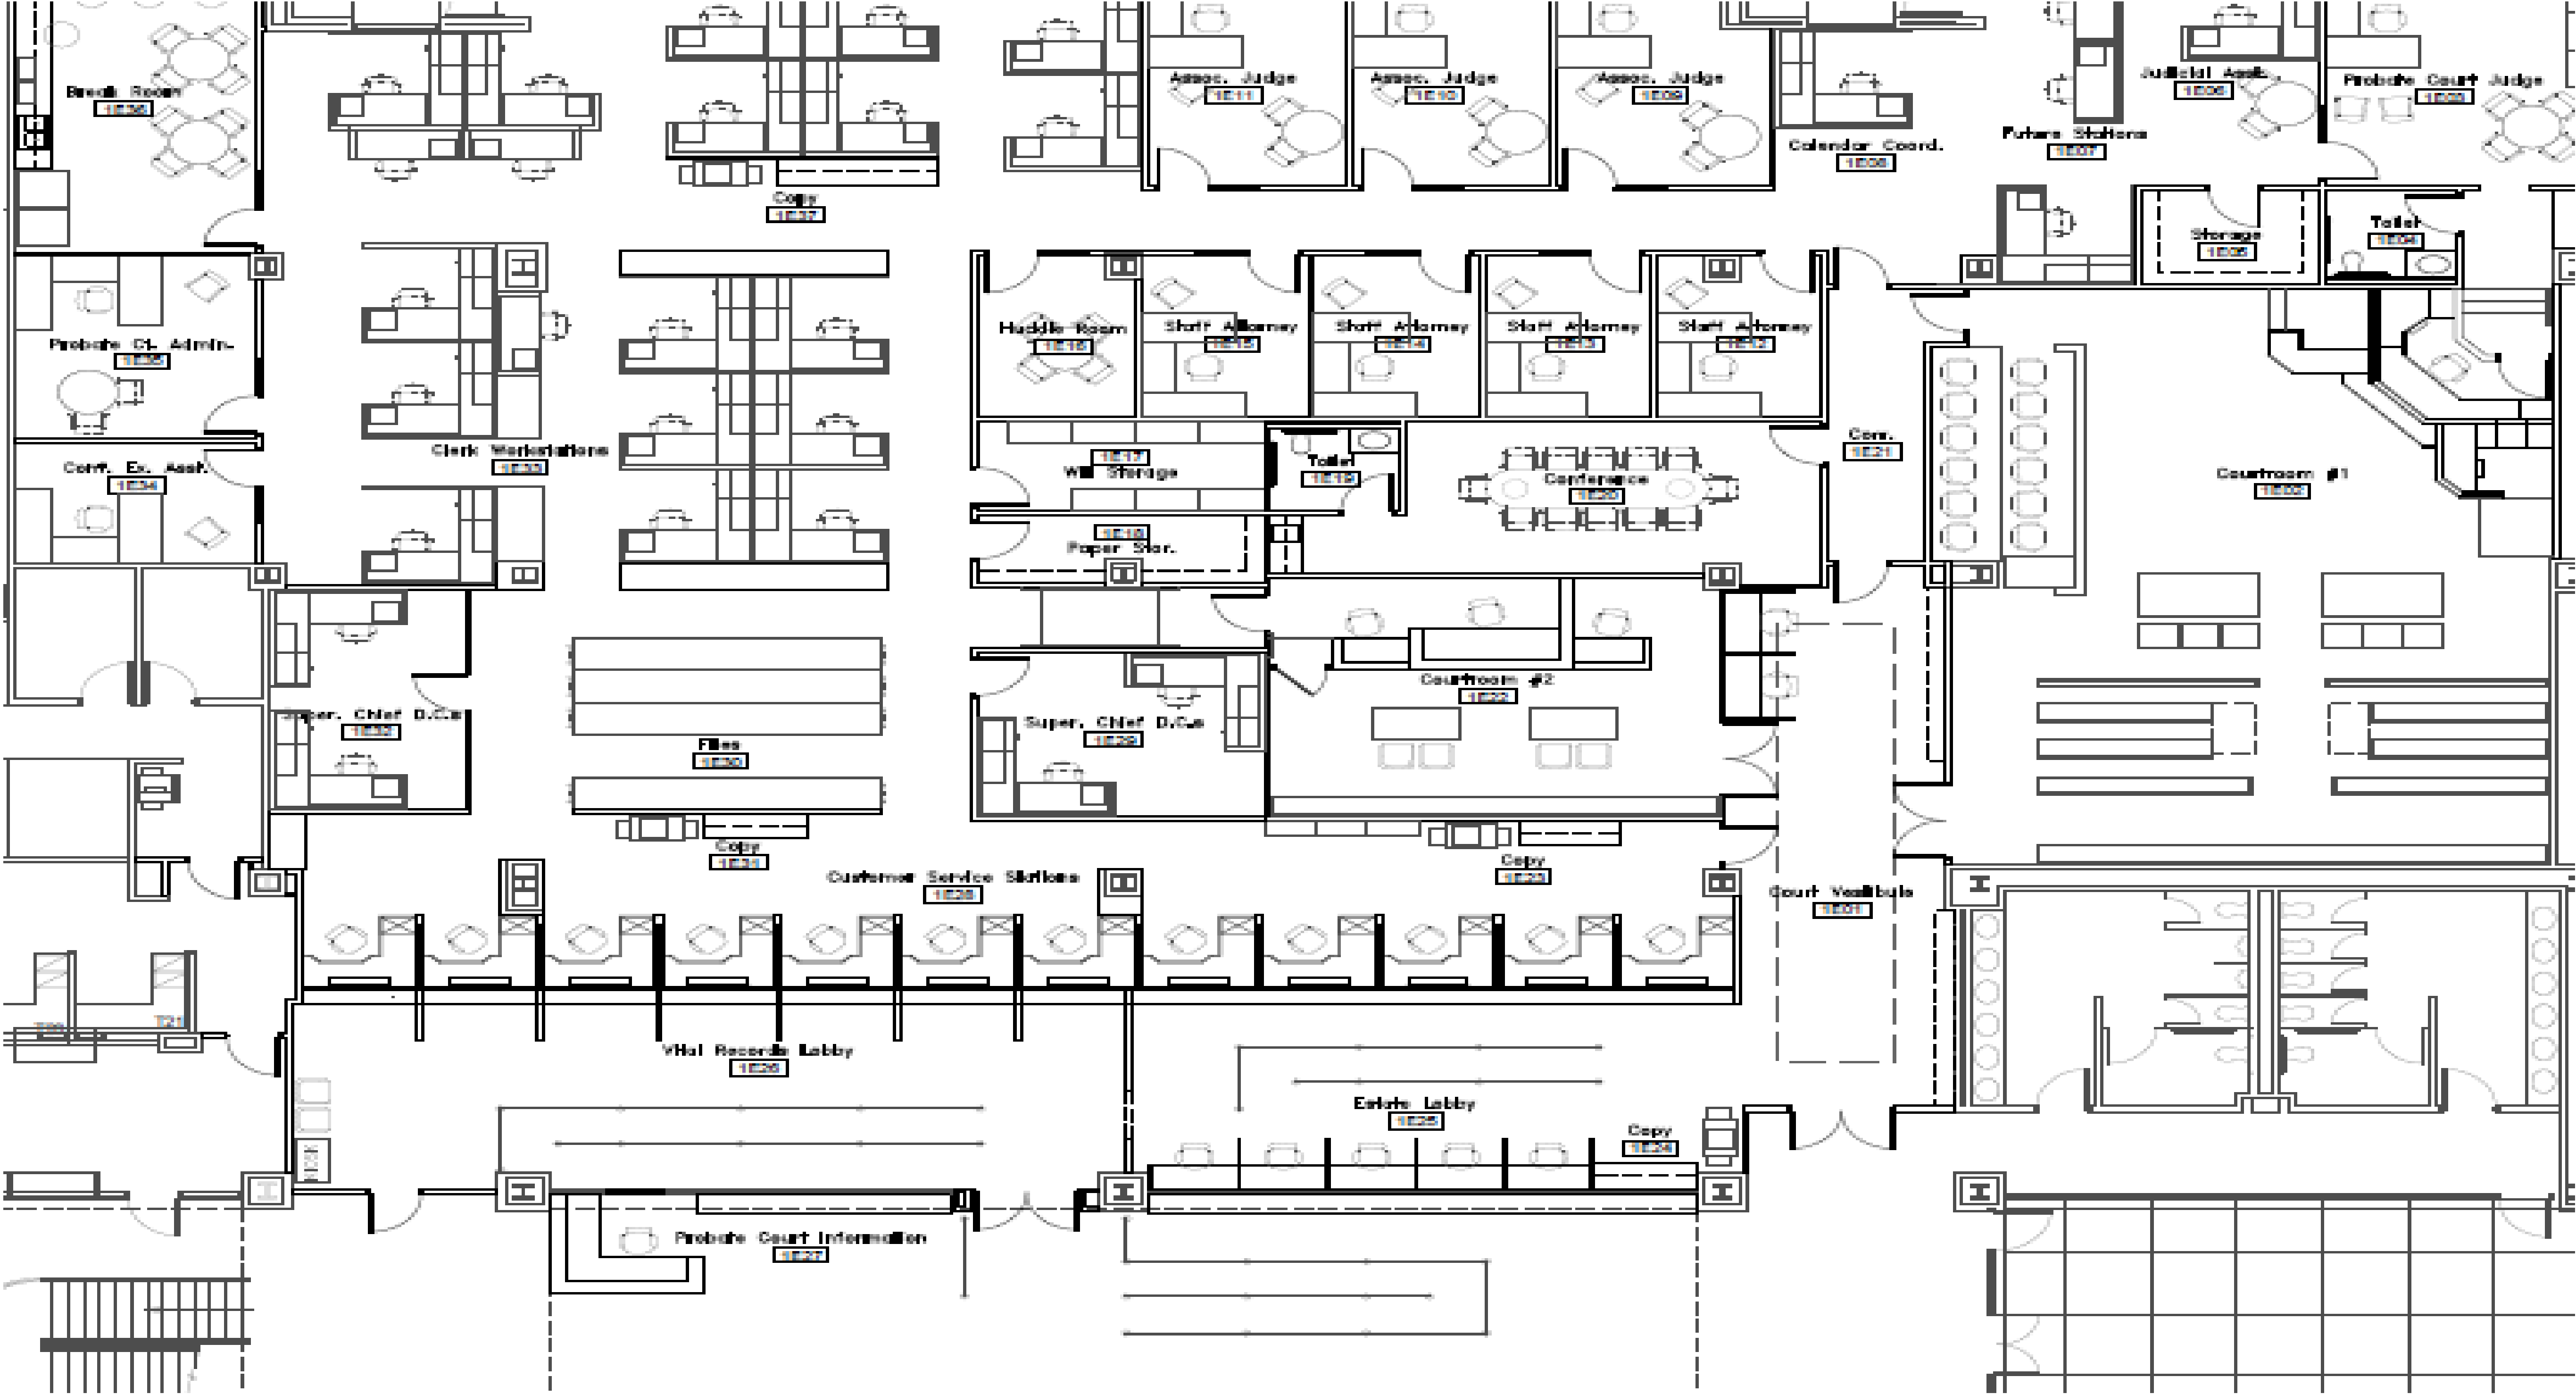 Break Room
1E36
Assoc. Judge
1E11
Assoc. Judge
1E10
Assoc. Judge
1E09
Calendar Coord.
1E08
Future Stations
1E07
Judicial Asst.
1E06
Probate Court Judge
1E03
Copy
1E37
Storage
1E05
Toilet
1E04
Probate Ct. Admin.
1E35
Huddle Room
1E16
Staff Attorney
1E15
Staff Attorney
1E14
Staff Attorney
1E13
Staff Attorney
1E12
Conf. Ex. Asst.
1E34
Clerk Workstations
1E33
1E17
Will Storage
Toilet
1E19
Conference
1E20
Corr.
1E21
Courtroom #1
1E02
1E18
Paper Stor.
Super. Chief D.C.s
1E32
Files
1E30
Super. Chief D.C.s
1E29
Courtroom #2
1E22
Copy
1E31
Customer Service Stations
1E28
Copy
1E23
Court Vestibule
1E01
T21
Vital Records Lobby
1E26
Estate Lobby
1E25
Copy
1E24
KIOSK
Probate Court Information
1E27